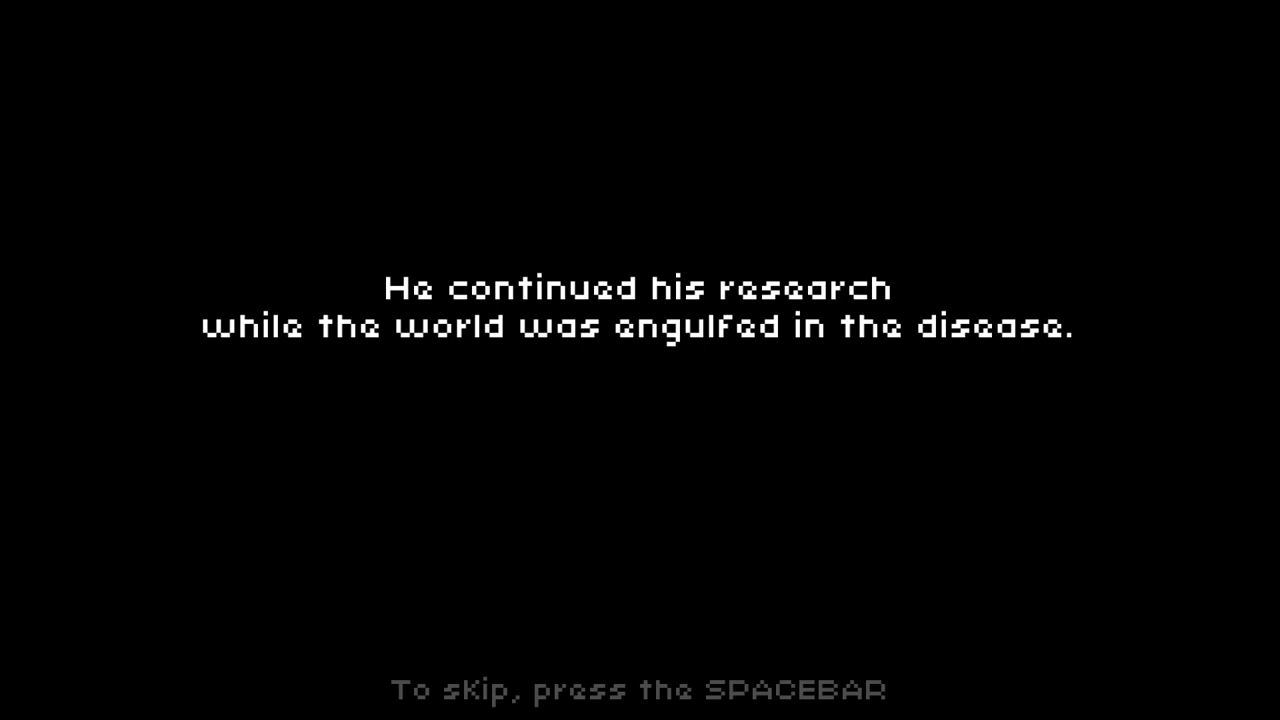 He continued his research
while the world was engulfed in the disease.
To skip, press the SPACEBAR